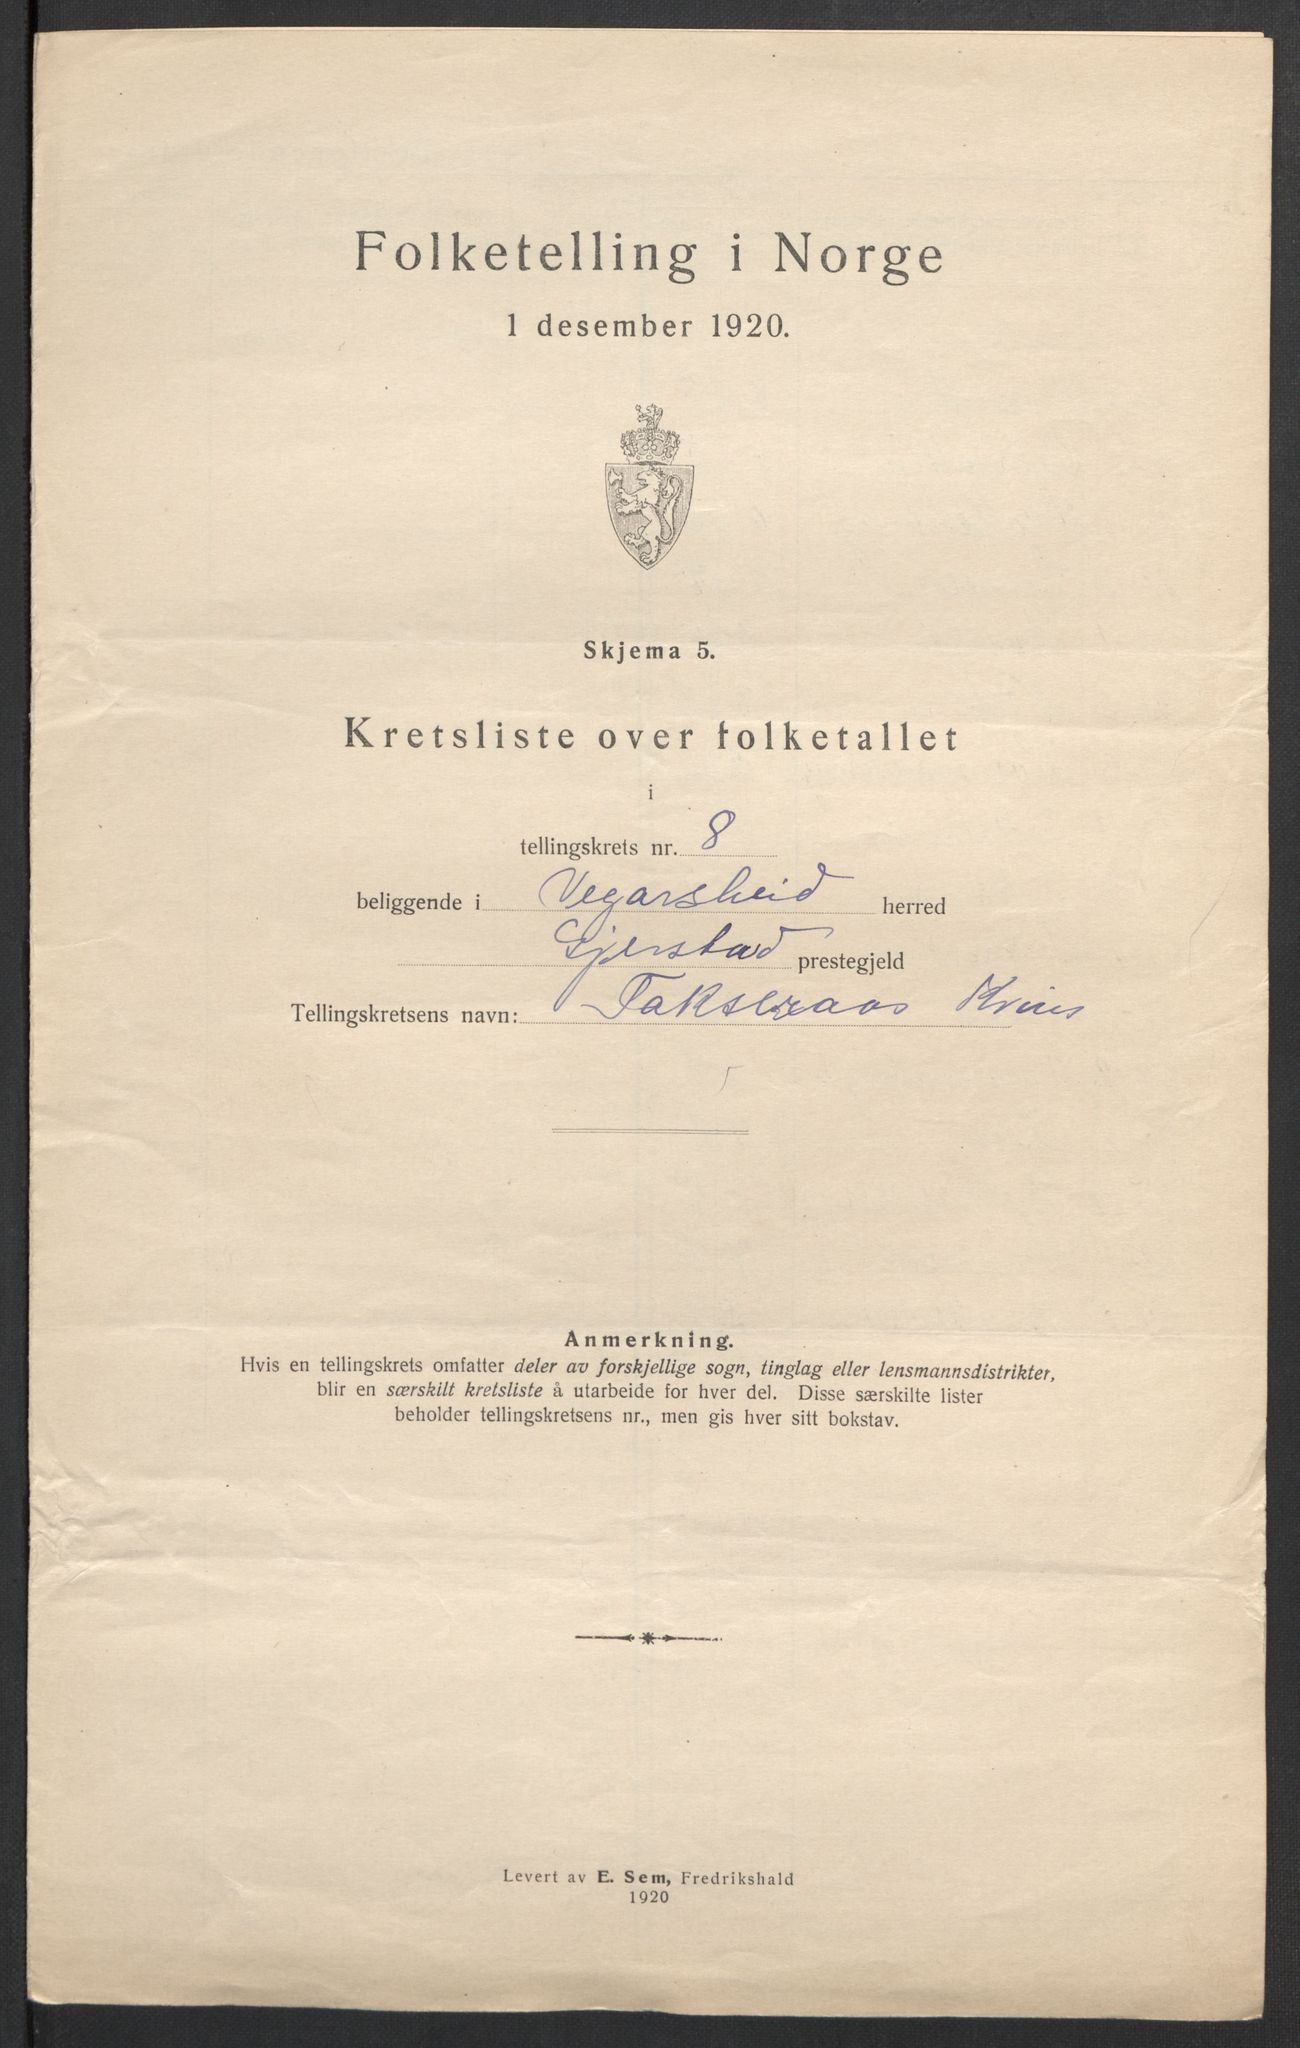 Folketelling i Norge
1 desember 1920.
Skjema 5.
Kretsliste over folketallet
i
tellingskrets nr. 8
beliggende i Vegarsheid herred
Gjerstad prestegjeld
Tellingskretsens navn:
Anmerkning.
Hvis en tellingskrets omfatter deler av forskjellige sogn, tinglag eller lensmannsdistrikter,
blir en særskilt kretsliste å utarbeide for hver del. Disse særskilte lister
beholder tellingskretsens nr., men gis hver sitt bokstav.
Levert av E. Sem, Fredrikshald
1920